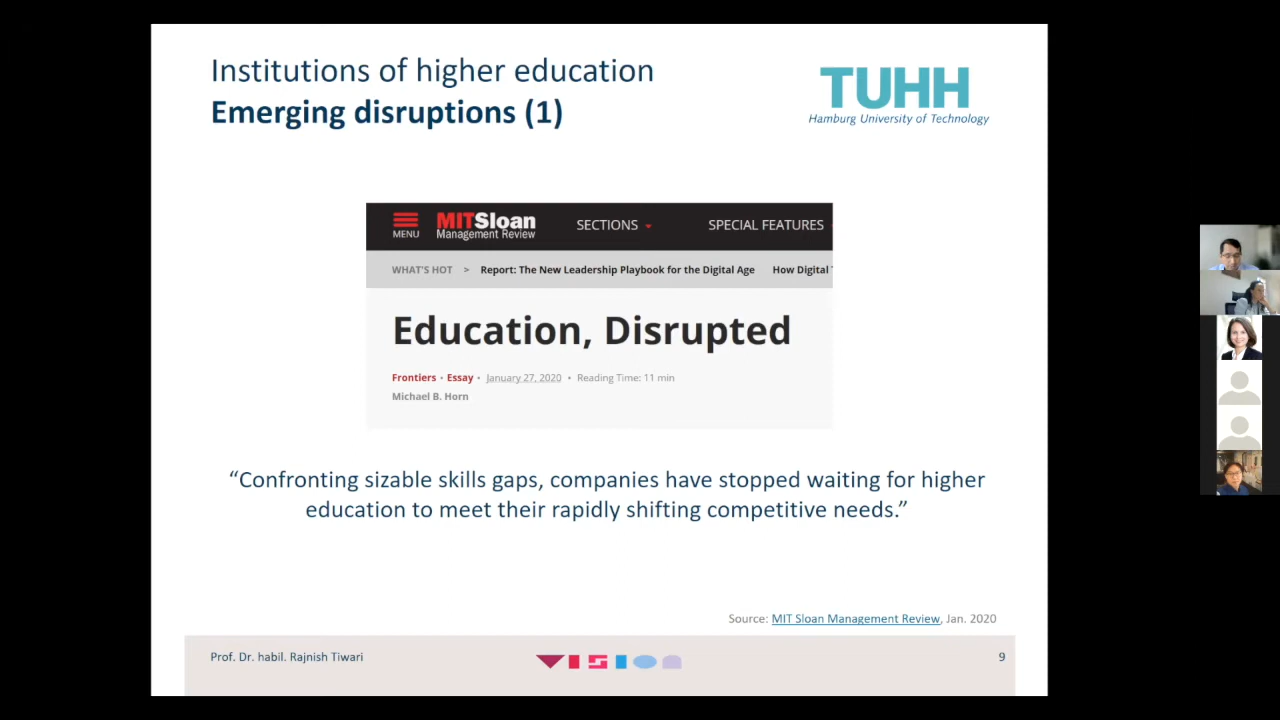 Institutions of higher education
Emerging disruptions (1)
TUHH
Hamburg University of Technology
MENU
MITSloan
Management Review
SECTIONS
SPECIAL FEATURES
WHAT'S HOT > Report: The New Leadership Playbook for the Digital Age How Digital
Education, Disrupted
Frontiers • Essay • January 27, 2020 • Reading Time: 11 min
Michael B. Horn
“Confronting sizable skills gaps, companies have stopped waiting for higher
education to meet their rapidly shifting competitive needs.”
Source: MIT Sloan Management Review, Jan. 2020
Prof. Dr. habil. Rajnish Tiwari
VISION
9